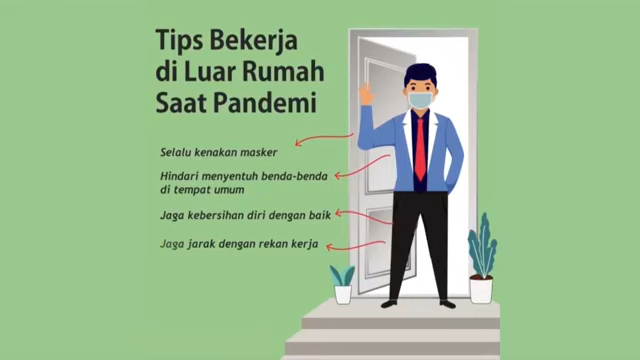 Tips Bekerja
di Luar Rumah
Saat Pandemi
Selalu kenakan masker
Hindari menyentuh benda-benda
di tempat umum
Jaga kebersihan diri dengan baik
Jaga jarak dengan rekan kerja